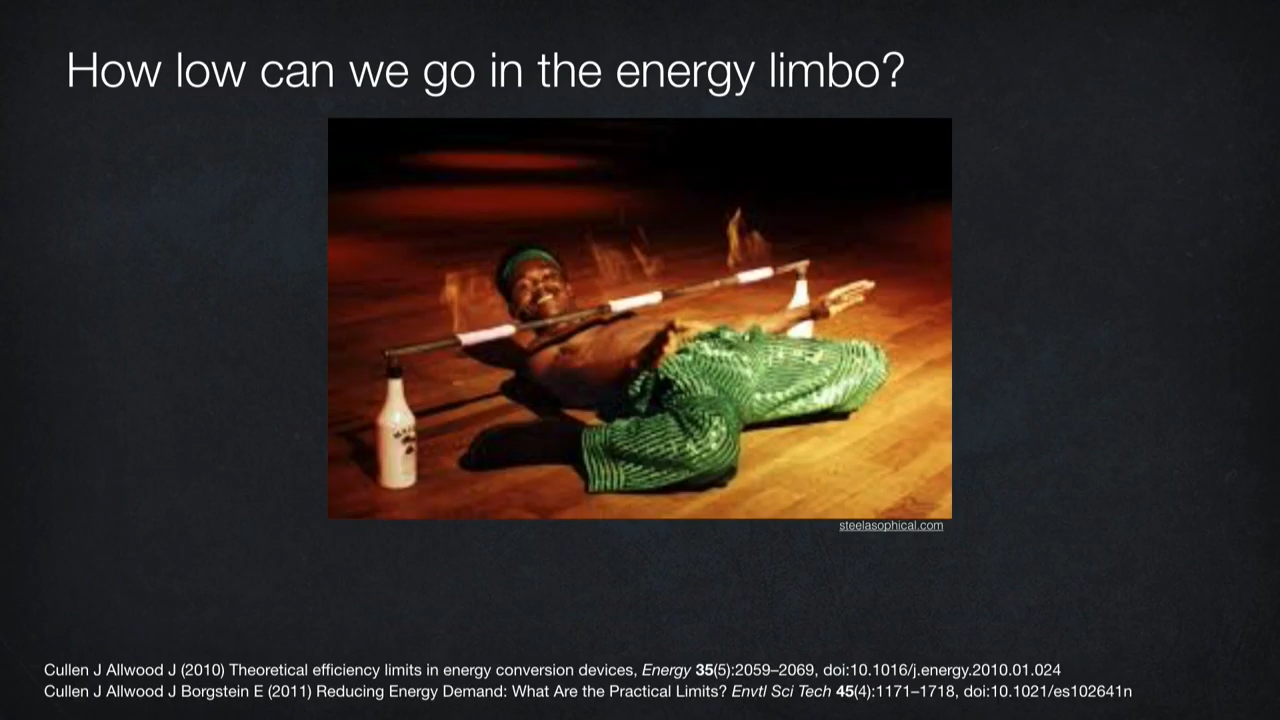 How low can we go in the energy limbo?
steelasophical.com
Cullen J Allwood J (2010) Theoretical efficiency limits in energy conversion devices, Energy 35(5):2059–2069, doi:10.1016/j.energy.2010.01.024
Cullen J Allwood J Borgstein E (2011) Reducing Energy Demand: What Are the Practical Limits? Envtl Sci Tech 45(4):1171–1718, doi:10.1021/es102641n